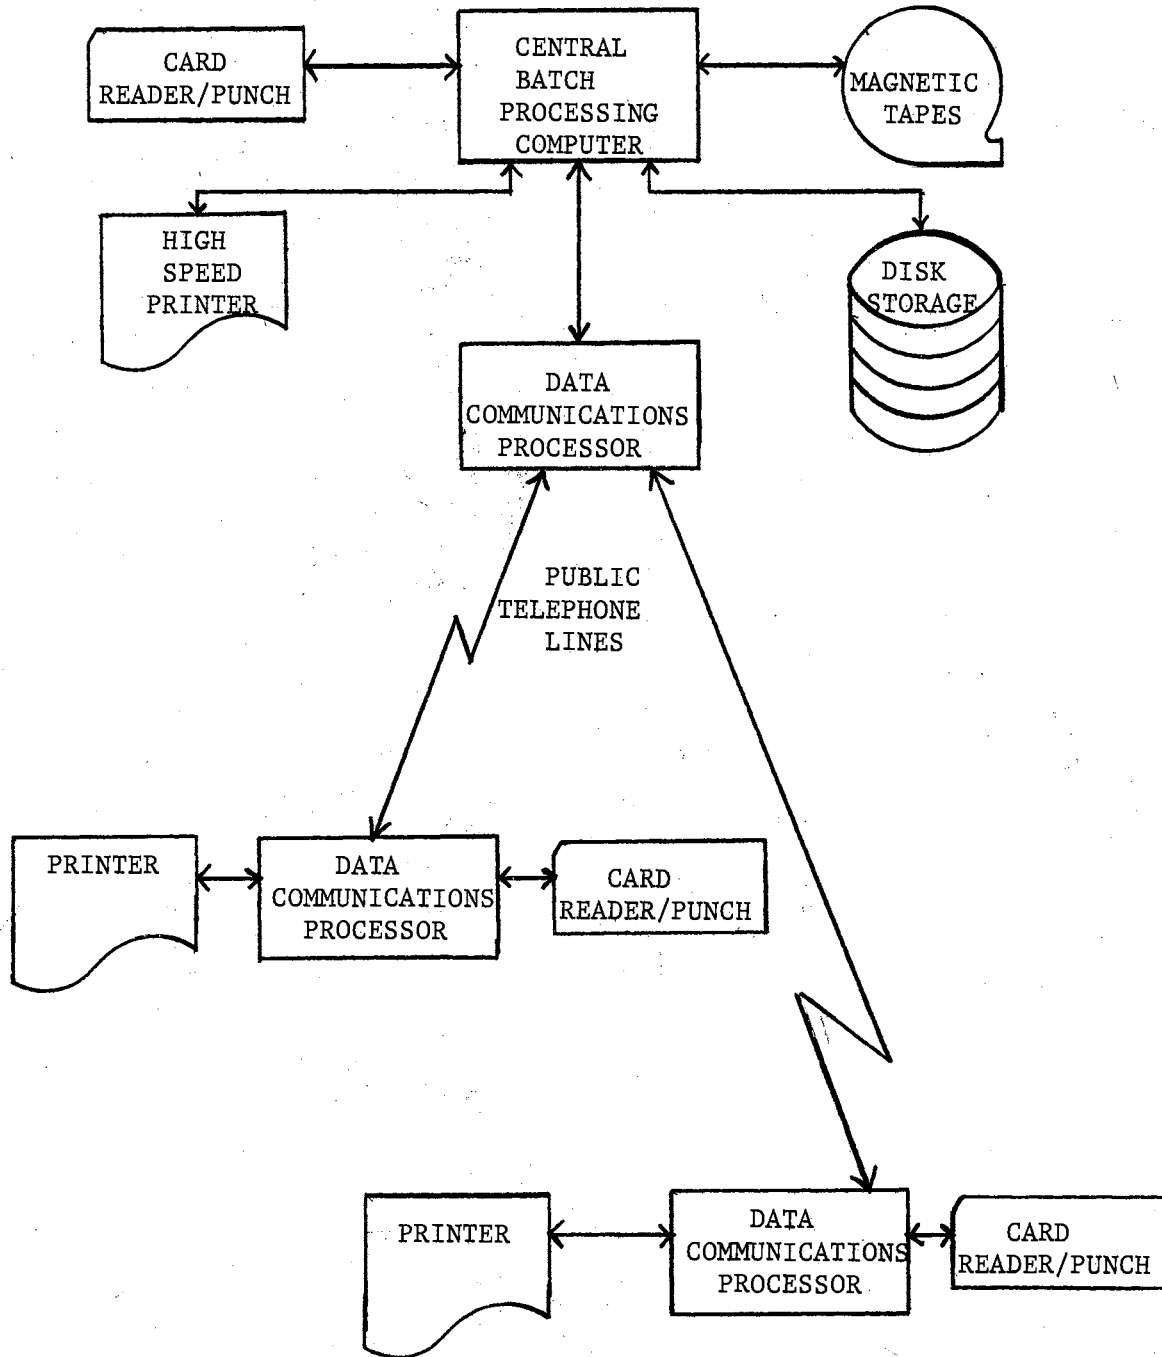 CARD
READER/PUNCH
CENTRAL
BATCH
PROCESSING
COMPUTER
MAGNETIC
TAPES
HIGH
SPEED
PRINTER
DISK
STORAGE
DATA
COMMUNICATIONS
PROCESSOR
PUBLIC
TELEPHONE
LINES
PRINTER
DATA
COMMUNICATIONS
PROCESSOR
CARD
READER/PUNCH
PRINTER
DATA
COMMUNICATIONS
PROCESSOR
CARD
READER/PUNCH